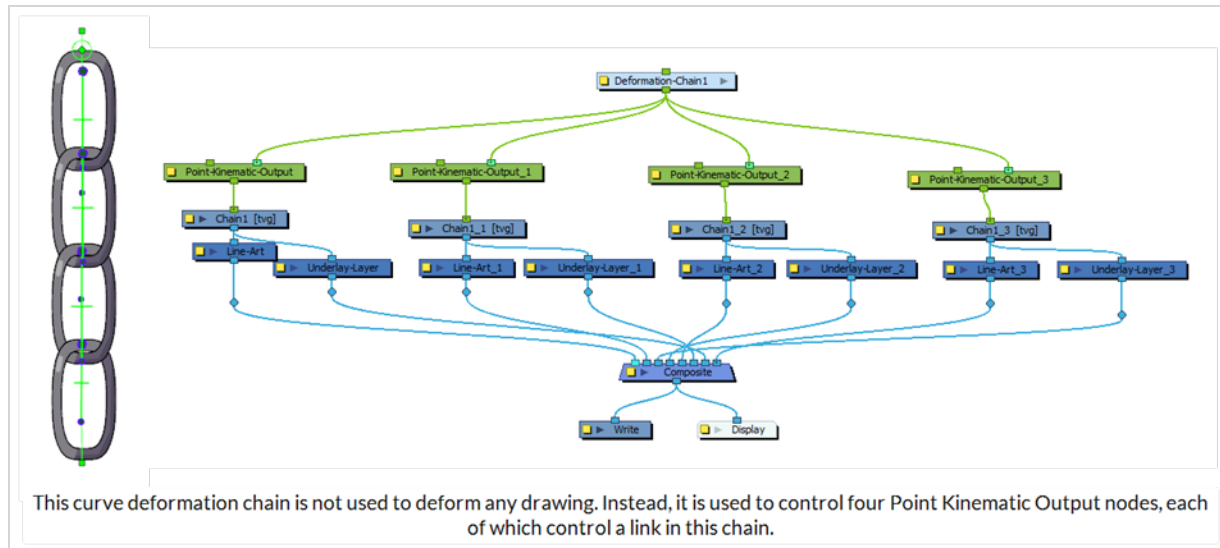 Deformation-Chain1
Point-Kinematic-Output
Point-Kinematic-Output_1
Point-Kinematic-Output_2
Point-Kinematic-Output_3
Chain1 [tvg]
Chain1_1 [tvg]
Chain1_2 [tvg]
Chain1_3 [tvg]
Line-Art
Underlay-Layer
Line-Art_1
Underlay-Layer_1
Line-Art_2
Underlay-Layer_2
Line-Art_3
Underlay-Layer_3
Composite
Write
Display
This curve deformation chain is not used to deform any drawing. Instead, it is used to control four Point Kinematic Output nodes, each
of which control a link in this chain.